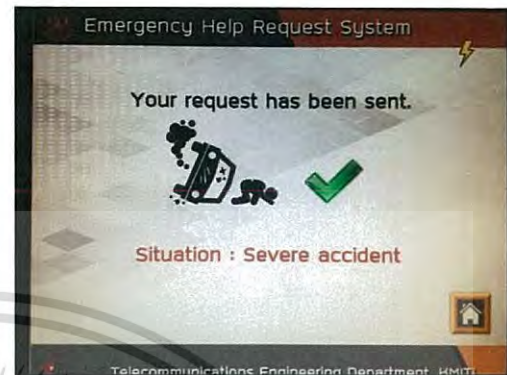 Emergency Help Request System
Your request has been sent.
Situation : Severe accident
Telecommunications Engineering Department, KMITL